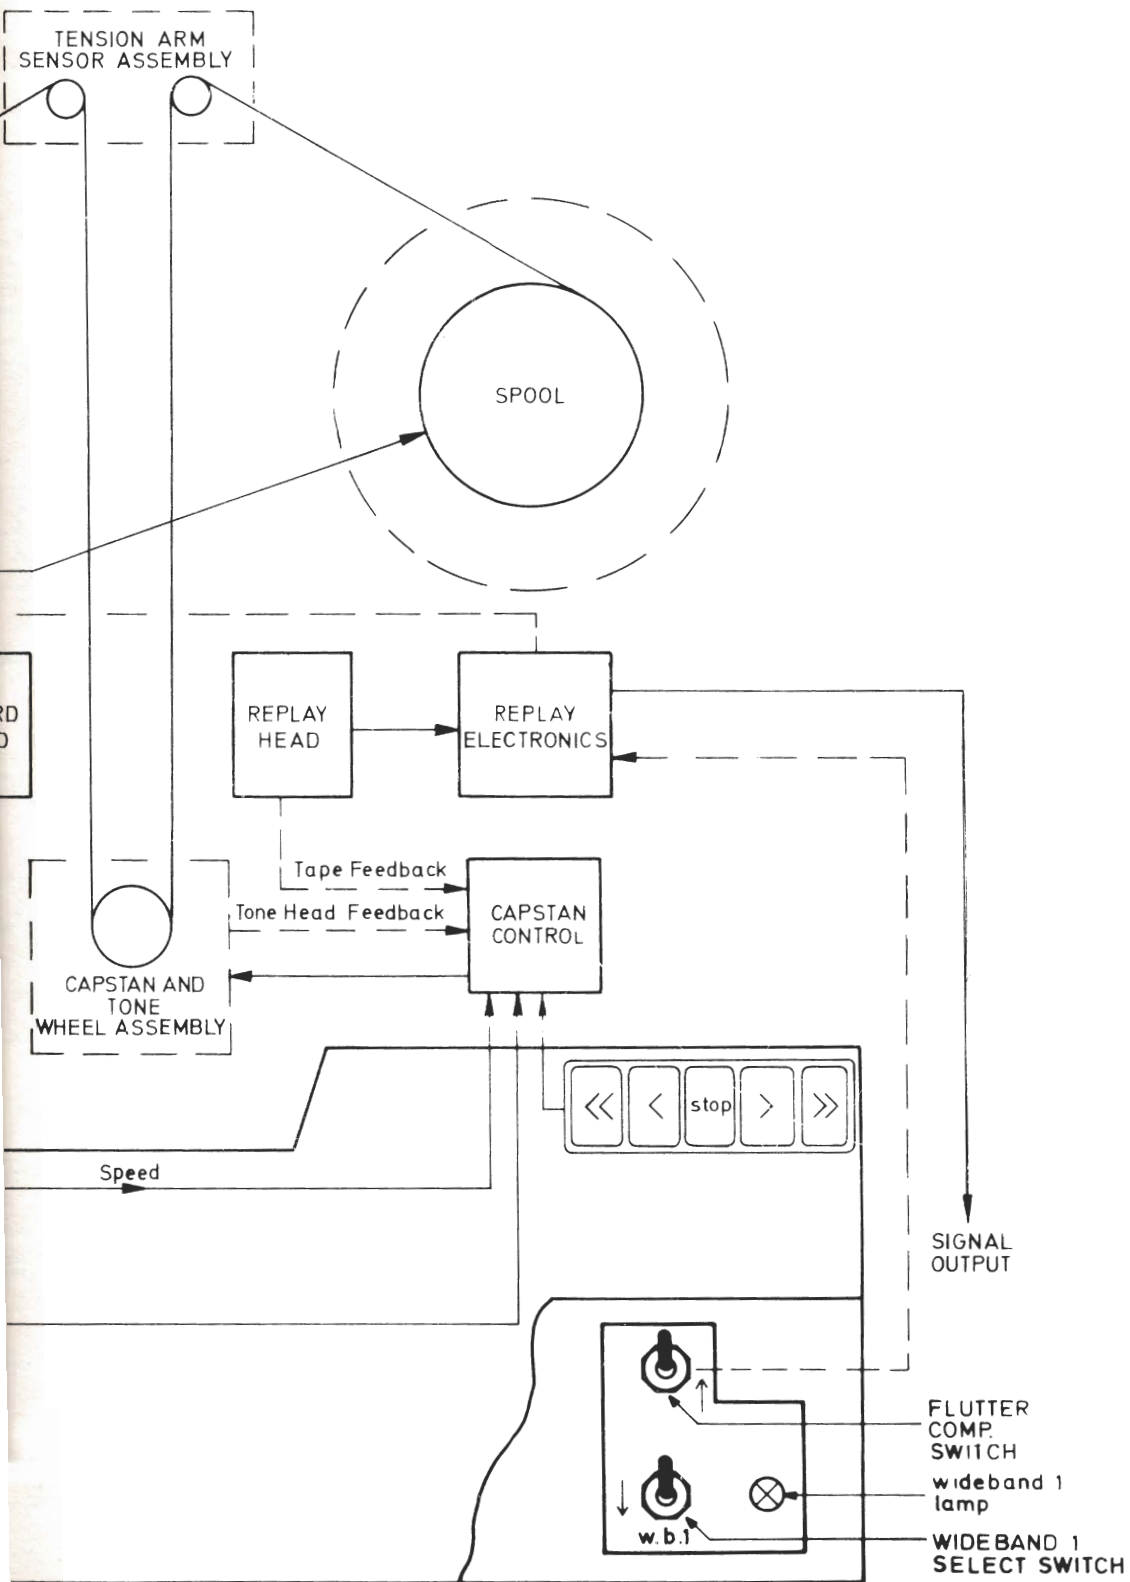 TENSION ARM
SENSOR ASSEMBLY
SPOOL
REPLAY
HEAD
REPLAY
ELECTRONICS
Tape Feedback
Tone Head Feedback
CAPSTAN
CONTROL
CAPSTAN AND
TONE
WHEEL ASSEMBLY
<< < stop > >>
Speed
SIGNAL
OUTPUT
FLUTTER
COMP.
SWITCH
wideband 1
lamp
w.b.1
WIDEBAND 1
SELECT SWITCH